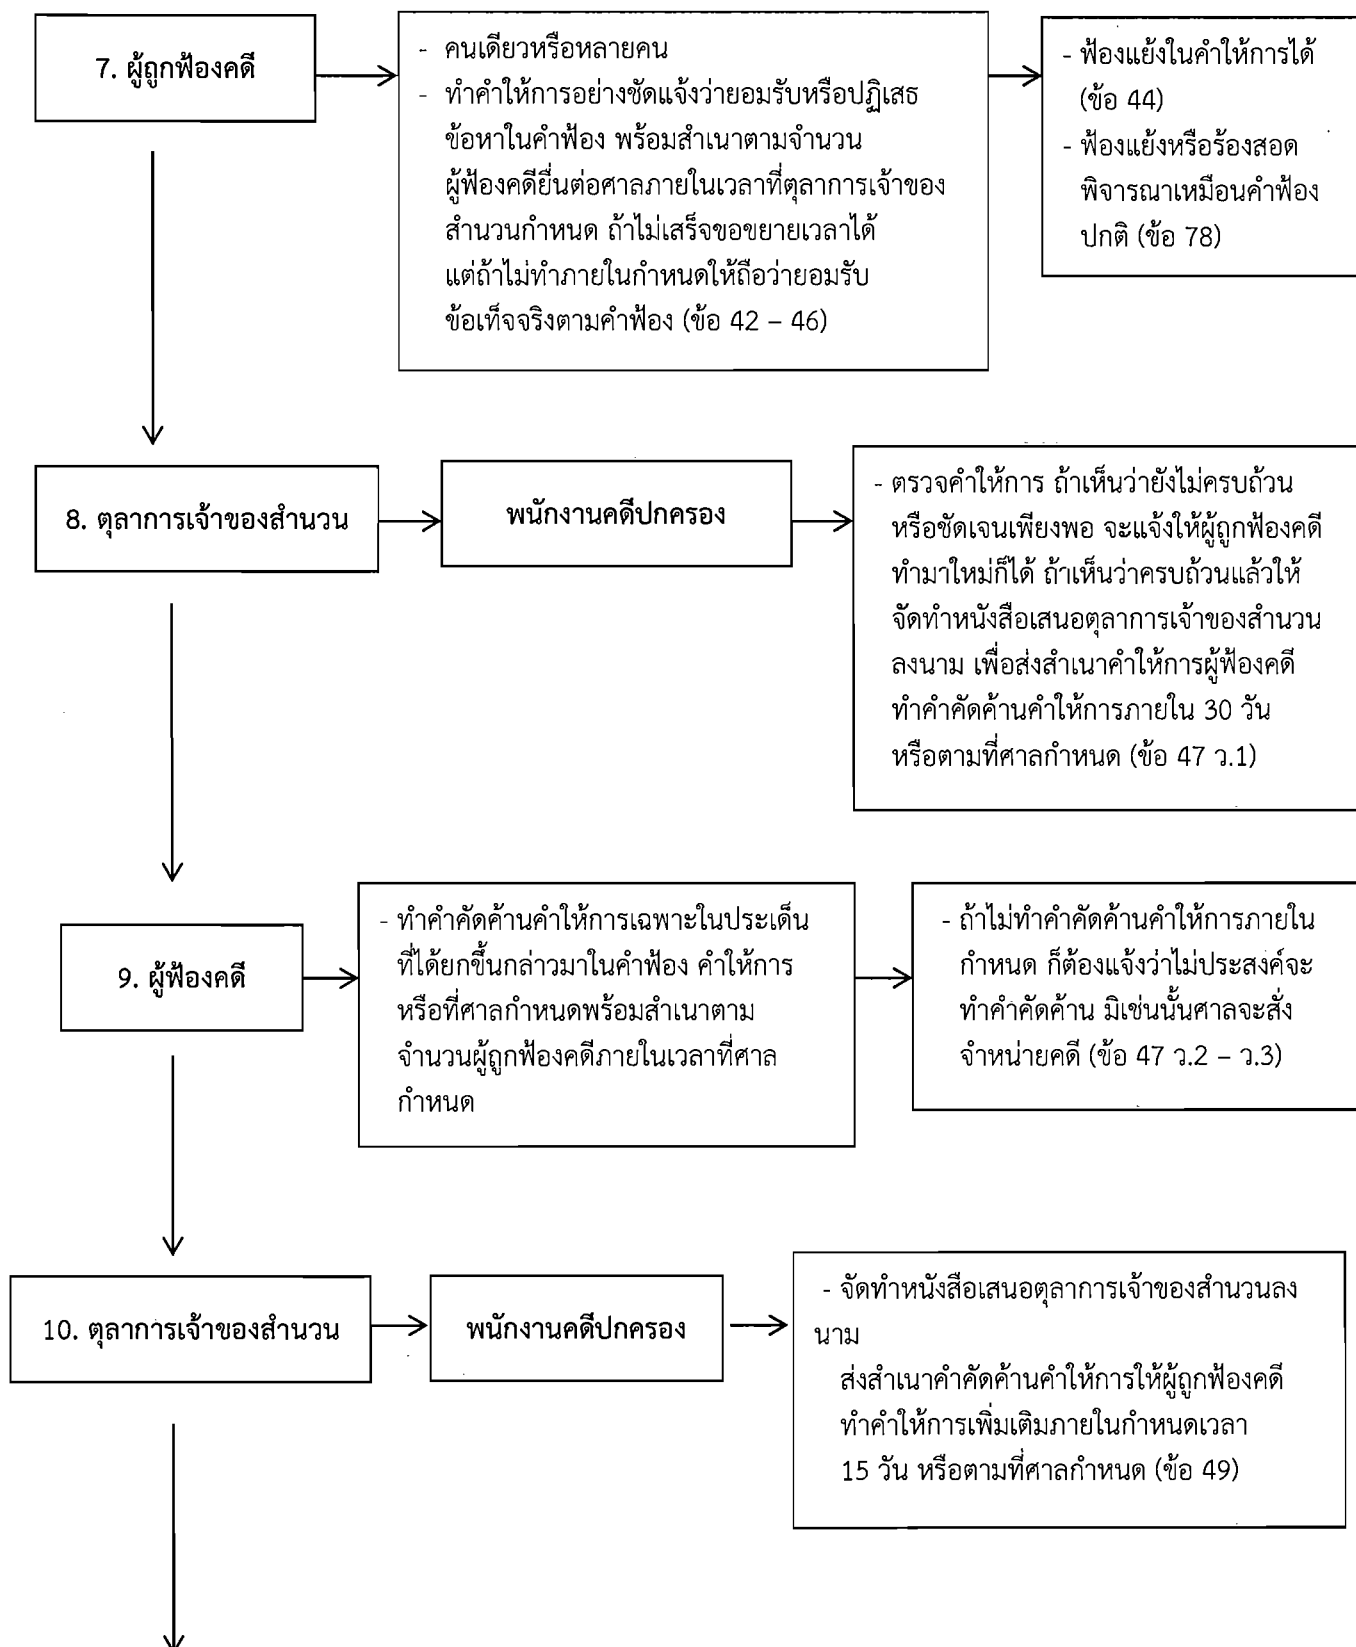 7. ผู้ถูกฟ้องคดี
- คนเดียวหรือหลายคน
- ทำคำให้การอย่างชัดแจ้งว่ายอมรับหรือปฏิเสธ
ข้อหาในคำฟ้อง พร้อมสำเนาตามจำนวน
ผู้ฟ้องคดียื่นต่อศาลภายในเวลาที่ตุลาการเจ้าของ
สำนวนกำหนด ถ้าไม่เสร็จขอขยายเวลาได้
แต่ถ้าไม่ทำภายในกำหนดให้ถือว่ายอมรับ
ข้อเท็จจริงตามคำฟ้อง (ข้อ 42 – 46)
- ฟ้องแย้งในคำให้การได้
(ข้อ 44)
- ฟ้องแย้งหรือร้องสอด
พิจารณาเหมือนคำฟ้อง
ปกติ (ข้อ 78)
8. ตุลาการเจ้าของสำนวน
พนักงานคดีปกครอง
- ตรวจคำให้การ ถ้าเห็นว่ายังไม่ครบถ้วน
หรือชัดเจนเพียงพอ จะแจ้งให้ผู้ถูกฟ้องคดี
ทำมาใหม่ก็ได้ ถ้าเห็นว่าครบถ้วนแล้วให้
จัดทำหนังสือเสนอตุลาการเจ้าของสำนวน
ลงนาม เพื่อส่งสำเนาคำให้การผู้ฟ้องคดี
ทำคำคัดค้านคำให้การภายใน 30 วัน
หรือตามที่ศาลกำหนด (ข้อ 47 ว.1)
9. ผู้ฟ้องคดี
- ทำคำคัดค้านคำให้การเฉพาะในประเด็น
ที่ได้ยกขึ้นกล่าวมาในคำฟ้อง คำให้การ
หรือที่ศาลกำหนดพร้อมสำเนาตาม
จำนวนผู้ถูกฟ้องคดีภายในเวลาที่ศาล
กำหนด
- ถ้าไม่ทำคำคัดค้านคำให้การภายใน
กำหนด ก็ต้องแจ้งว่าไม่ประสงค์จะ
ทำคำคัดค้าน มิเช่นนั้นศาลจะสั่ง
จำหน่ายคดี (ข้อ 47 ว.2 – ว.3)
10. ตุลาการเจ้าของสำนวน
พนักงานคดีปกครอง
- จัดทำหนังสือเสนอตุลาการเจ้าของสำนวนลง
นาม
ส่งสำเนาคำคัดค้านคำให้การให้ผู้ถูกฟ้องคดี
ทำคำให้การเพิ่มเติมภายในกำหนดเวลา
15 วัน หรือตามที่ศาลกำหนด (ข้อ 49)